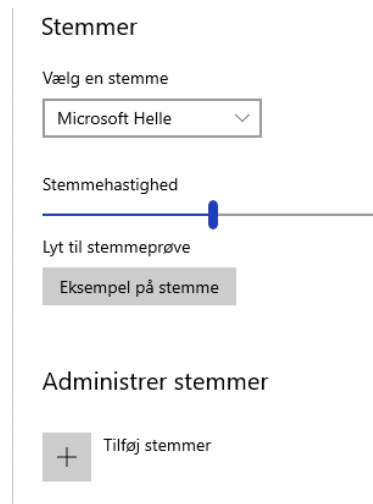 Stemmer
Vælg en stemme
Microsoft Helle
Stemmehastighed
Lyt til stemmeprøve
Eksempel på stemme
Administrer stemmer
Tilføj stemmer